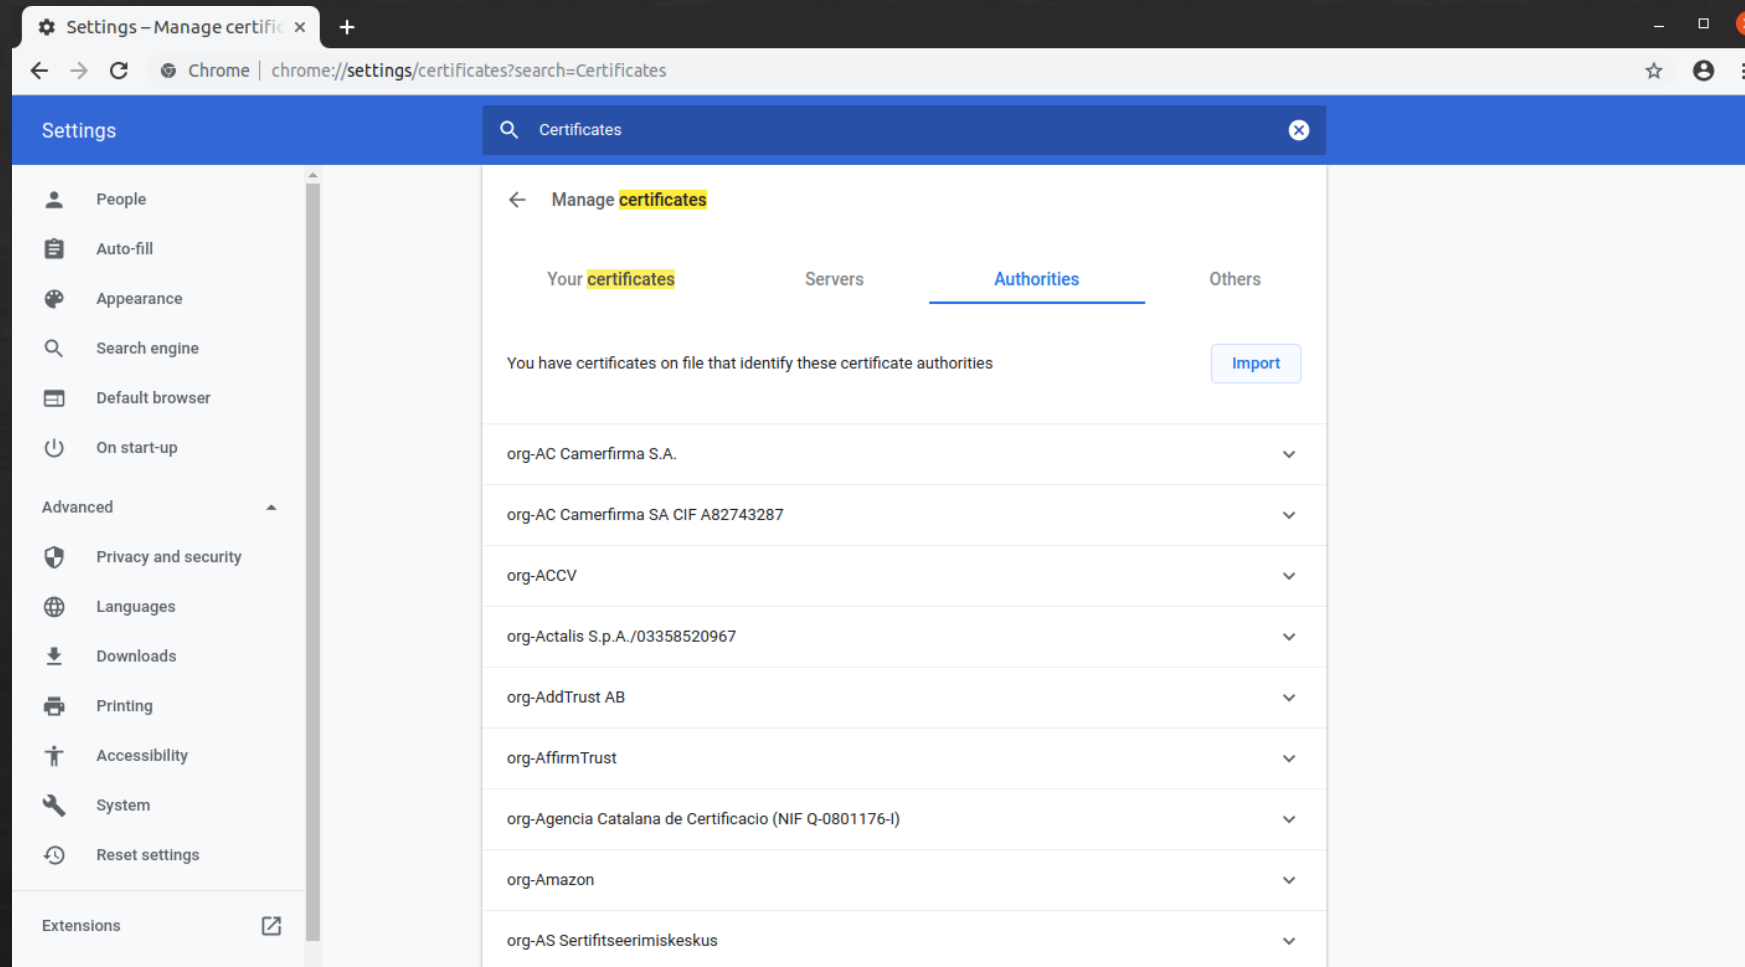 Settings – Manage certific
Chrome | chrome://settings/certificates?search=Certificates
Settings
Certificates
People
Auto-fill
Appearance
Search engine
Default browser
On start-up
Advanced
Privacy and security
Languages
Downloads
Printing
Accessibility
System
Reset settings
Extensions
Manage certificates
Your certificates Servers Authorities Others
You have certificates on file that identify these certificate authorities Import
org-AC Camerfirma S.A.
org-AC Camerfirma SA CIF A82743287
org-ACCV
org-Actalis S.p.A./03358520967
org-AddTrust AB
org-AffirmTrust
org-Agencia Catalana de Certificacio (NIF Q-0801176-I)
org-Amazon
org-AS Sertifitseerimiskeskus